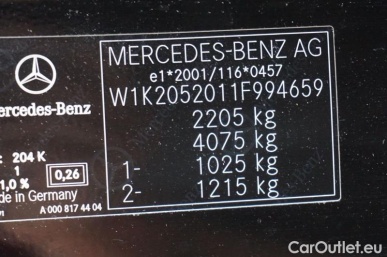 MERCEDES-BENZ AG
e1*2001/116*0457
W1K2052011F994659
2205 kg
4075 kg
1- 1025 kg
2- 1215 kg
ercedes-Benz
: 204 K
1
1,0 % 0,26
de in Germany
A 000 817 44 04
CarOutlet.eu